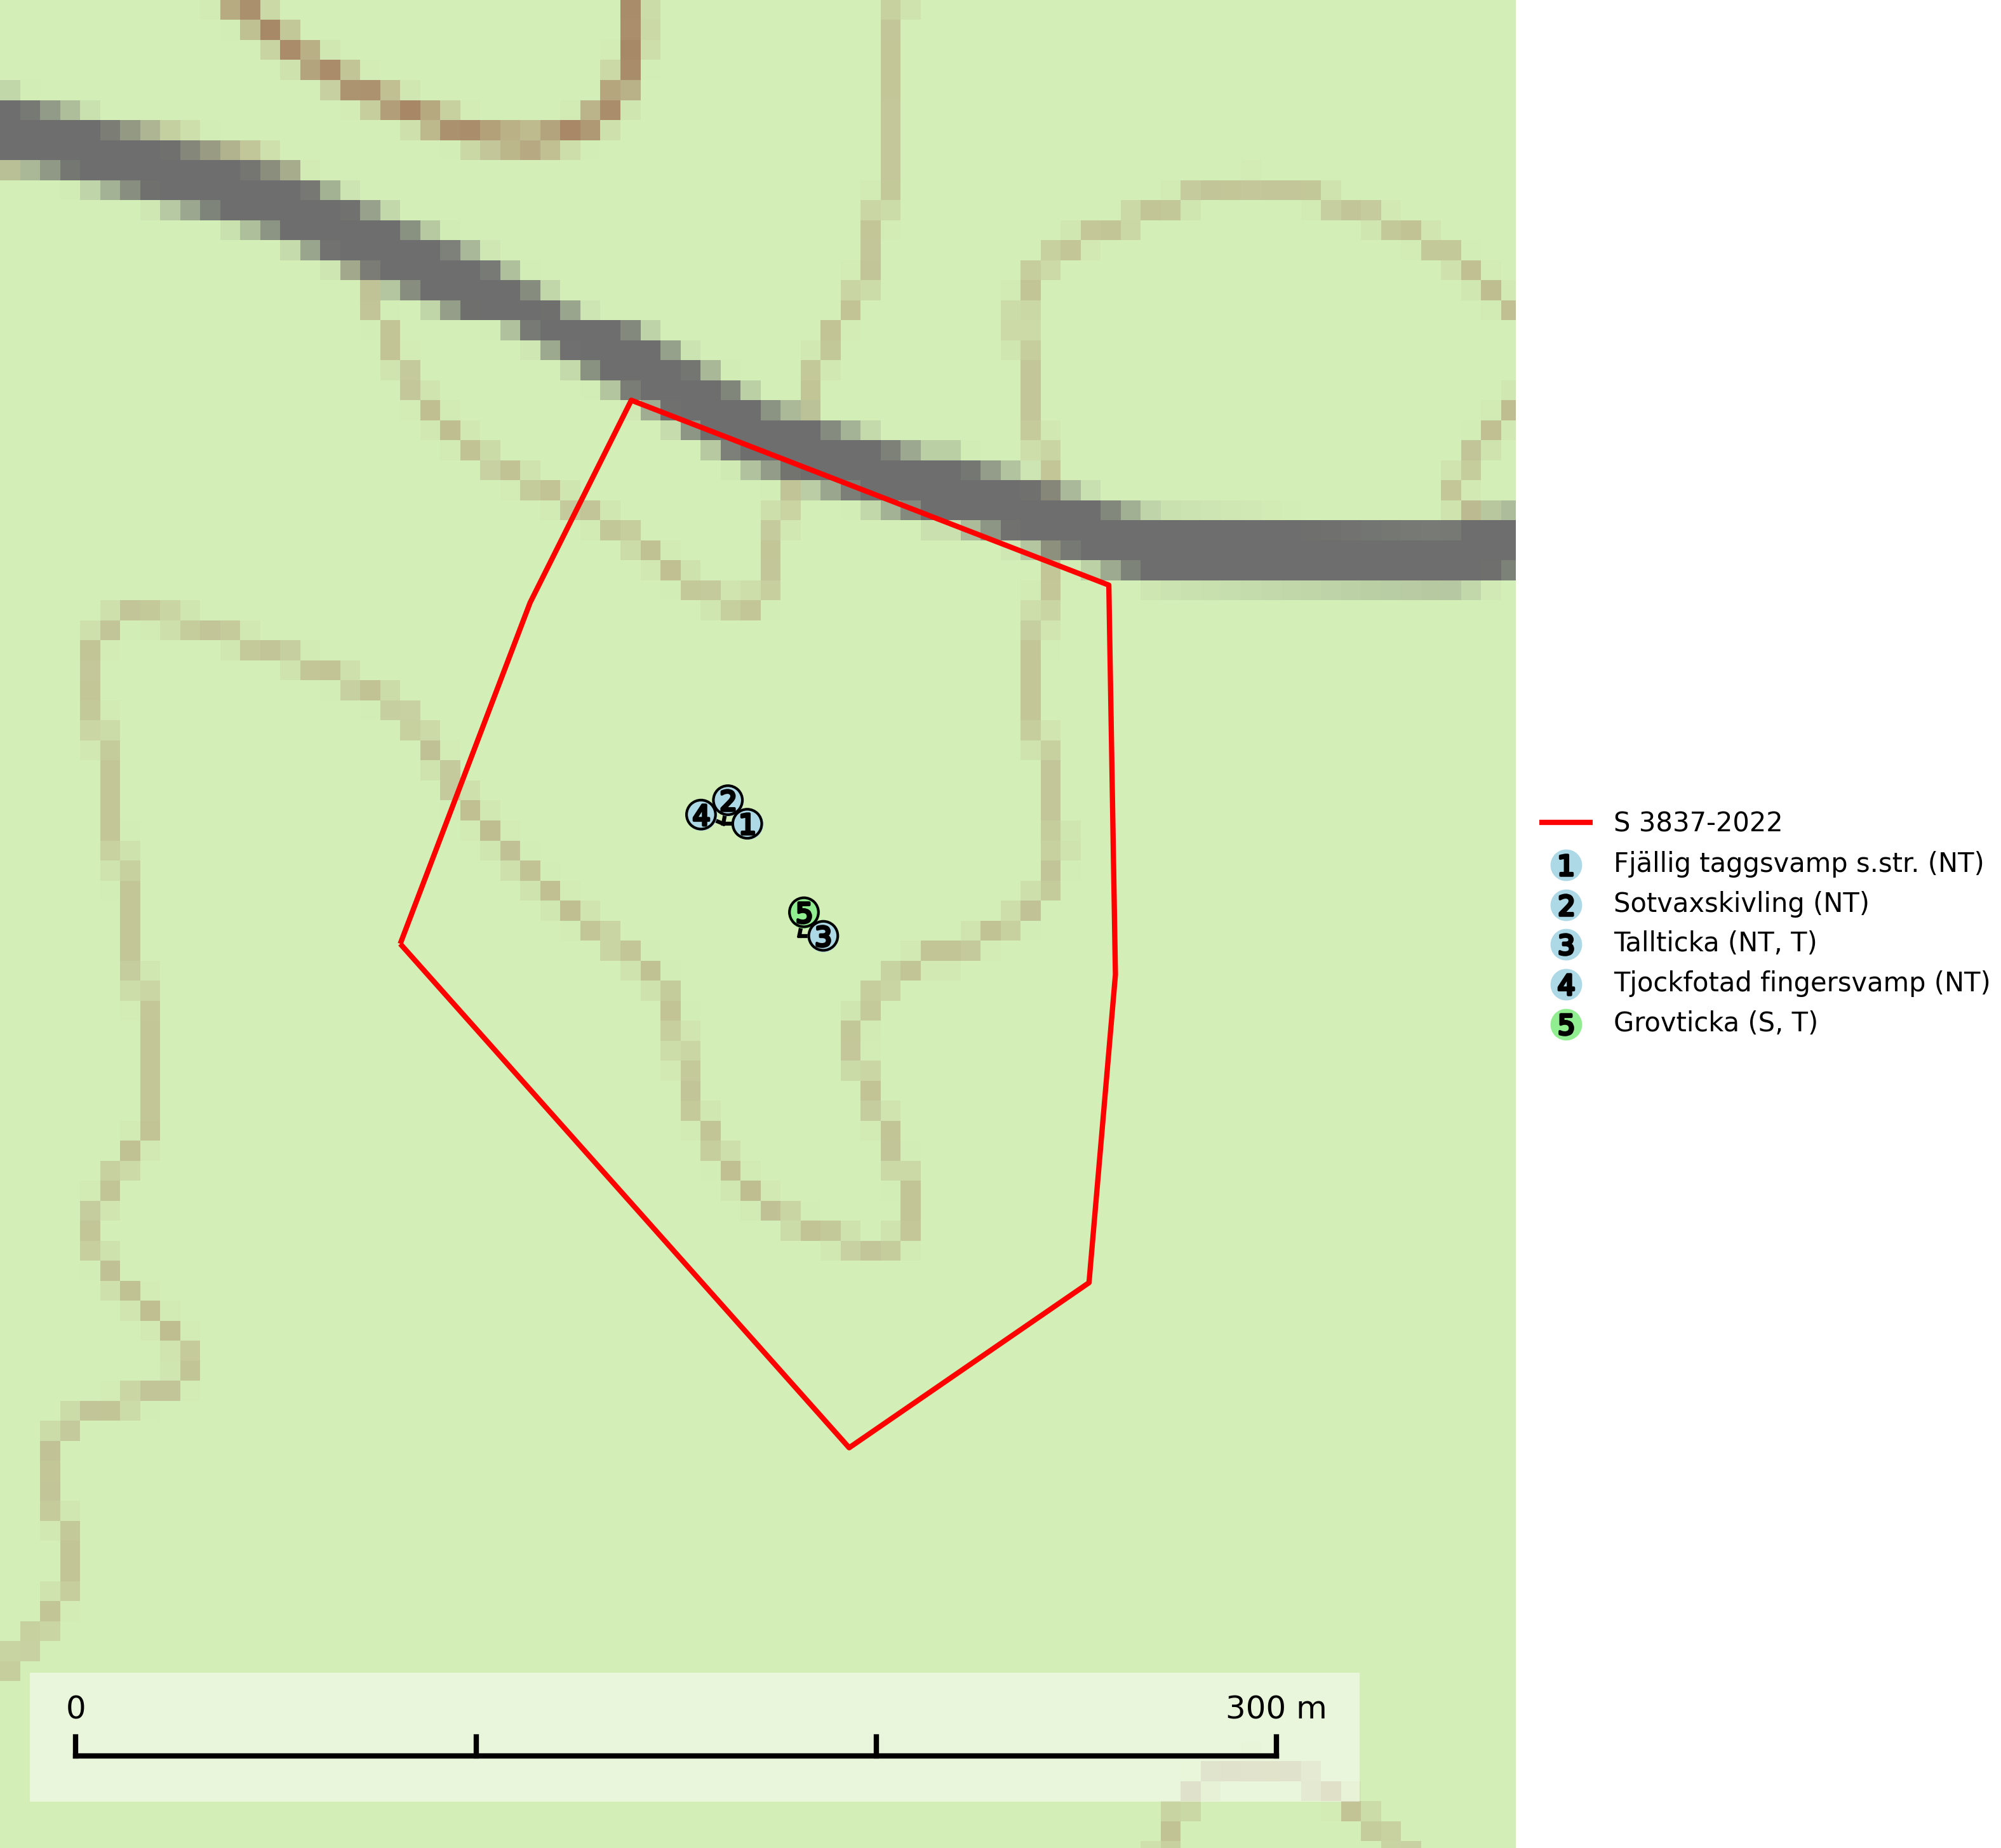 4 2 1
5 3
S 3837-2022
1 Fjällig taggsvamp s.str. (NT)
2 Sotvaxskivling (NT)
3 Tallticka (NT, T)
4 Tjockfotad fingersvamp (NT)
5 Grovticka (S, T)
0 300 m